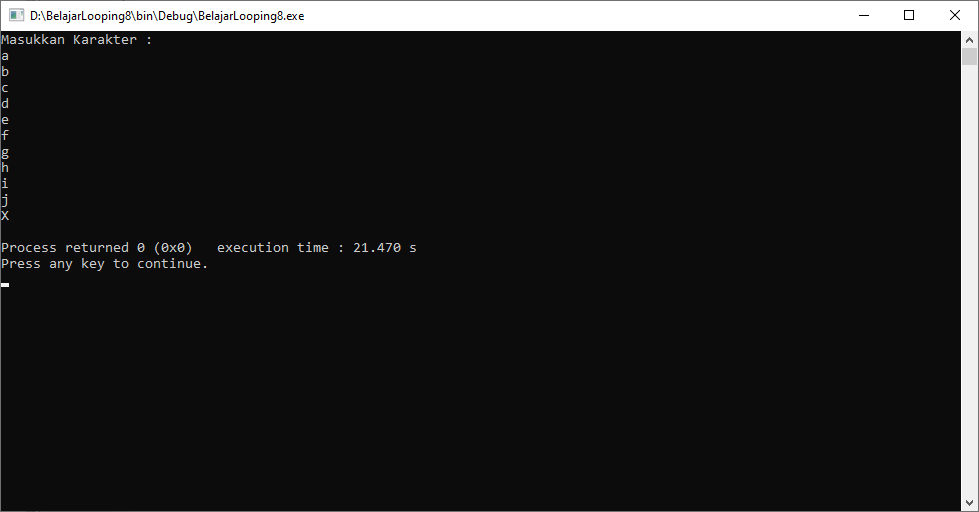 D:\BelajarLooping8\bin\Debug\BelajarLooping8.exe
Masukkan Karakter :
a
b
c
d
e
f
g
h
i
j
X
Process returned 0 (0x0)   execution time : 21.470 s
Press any key to continue.